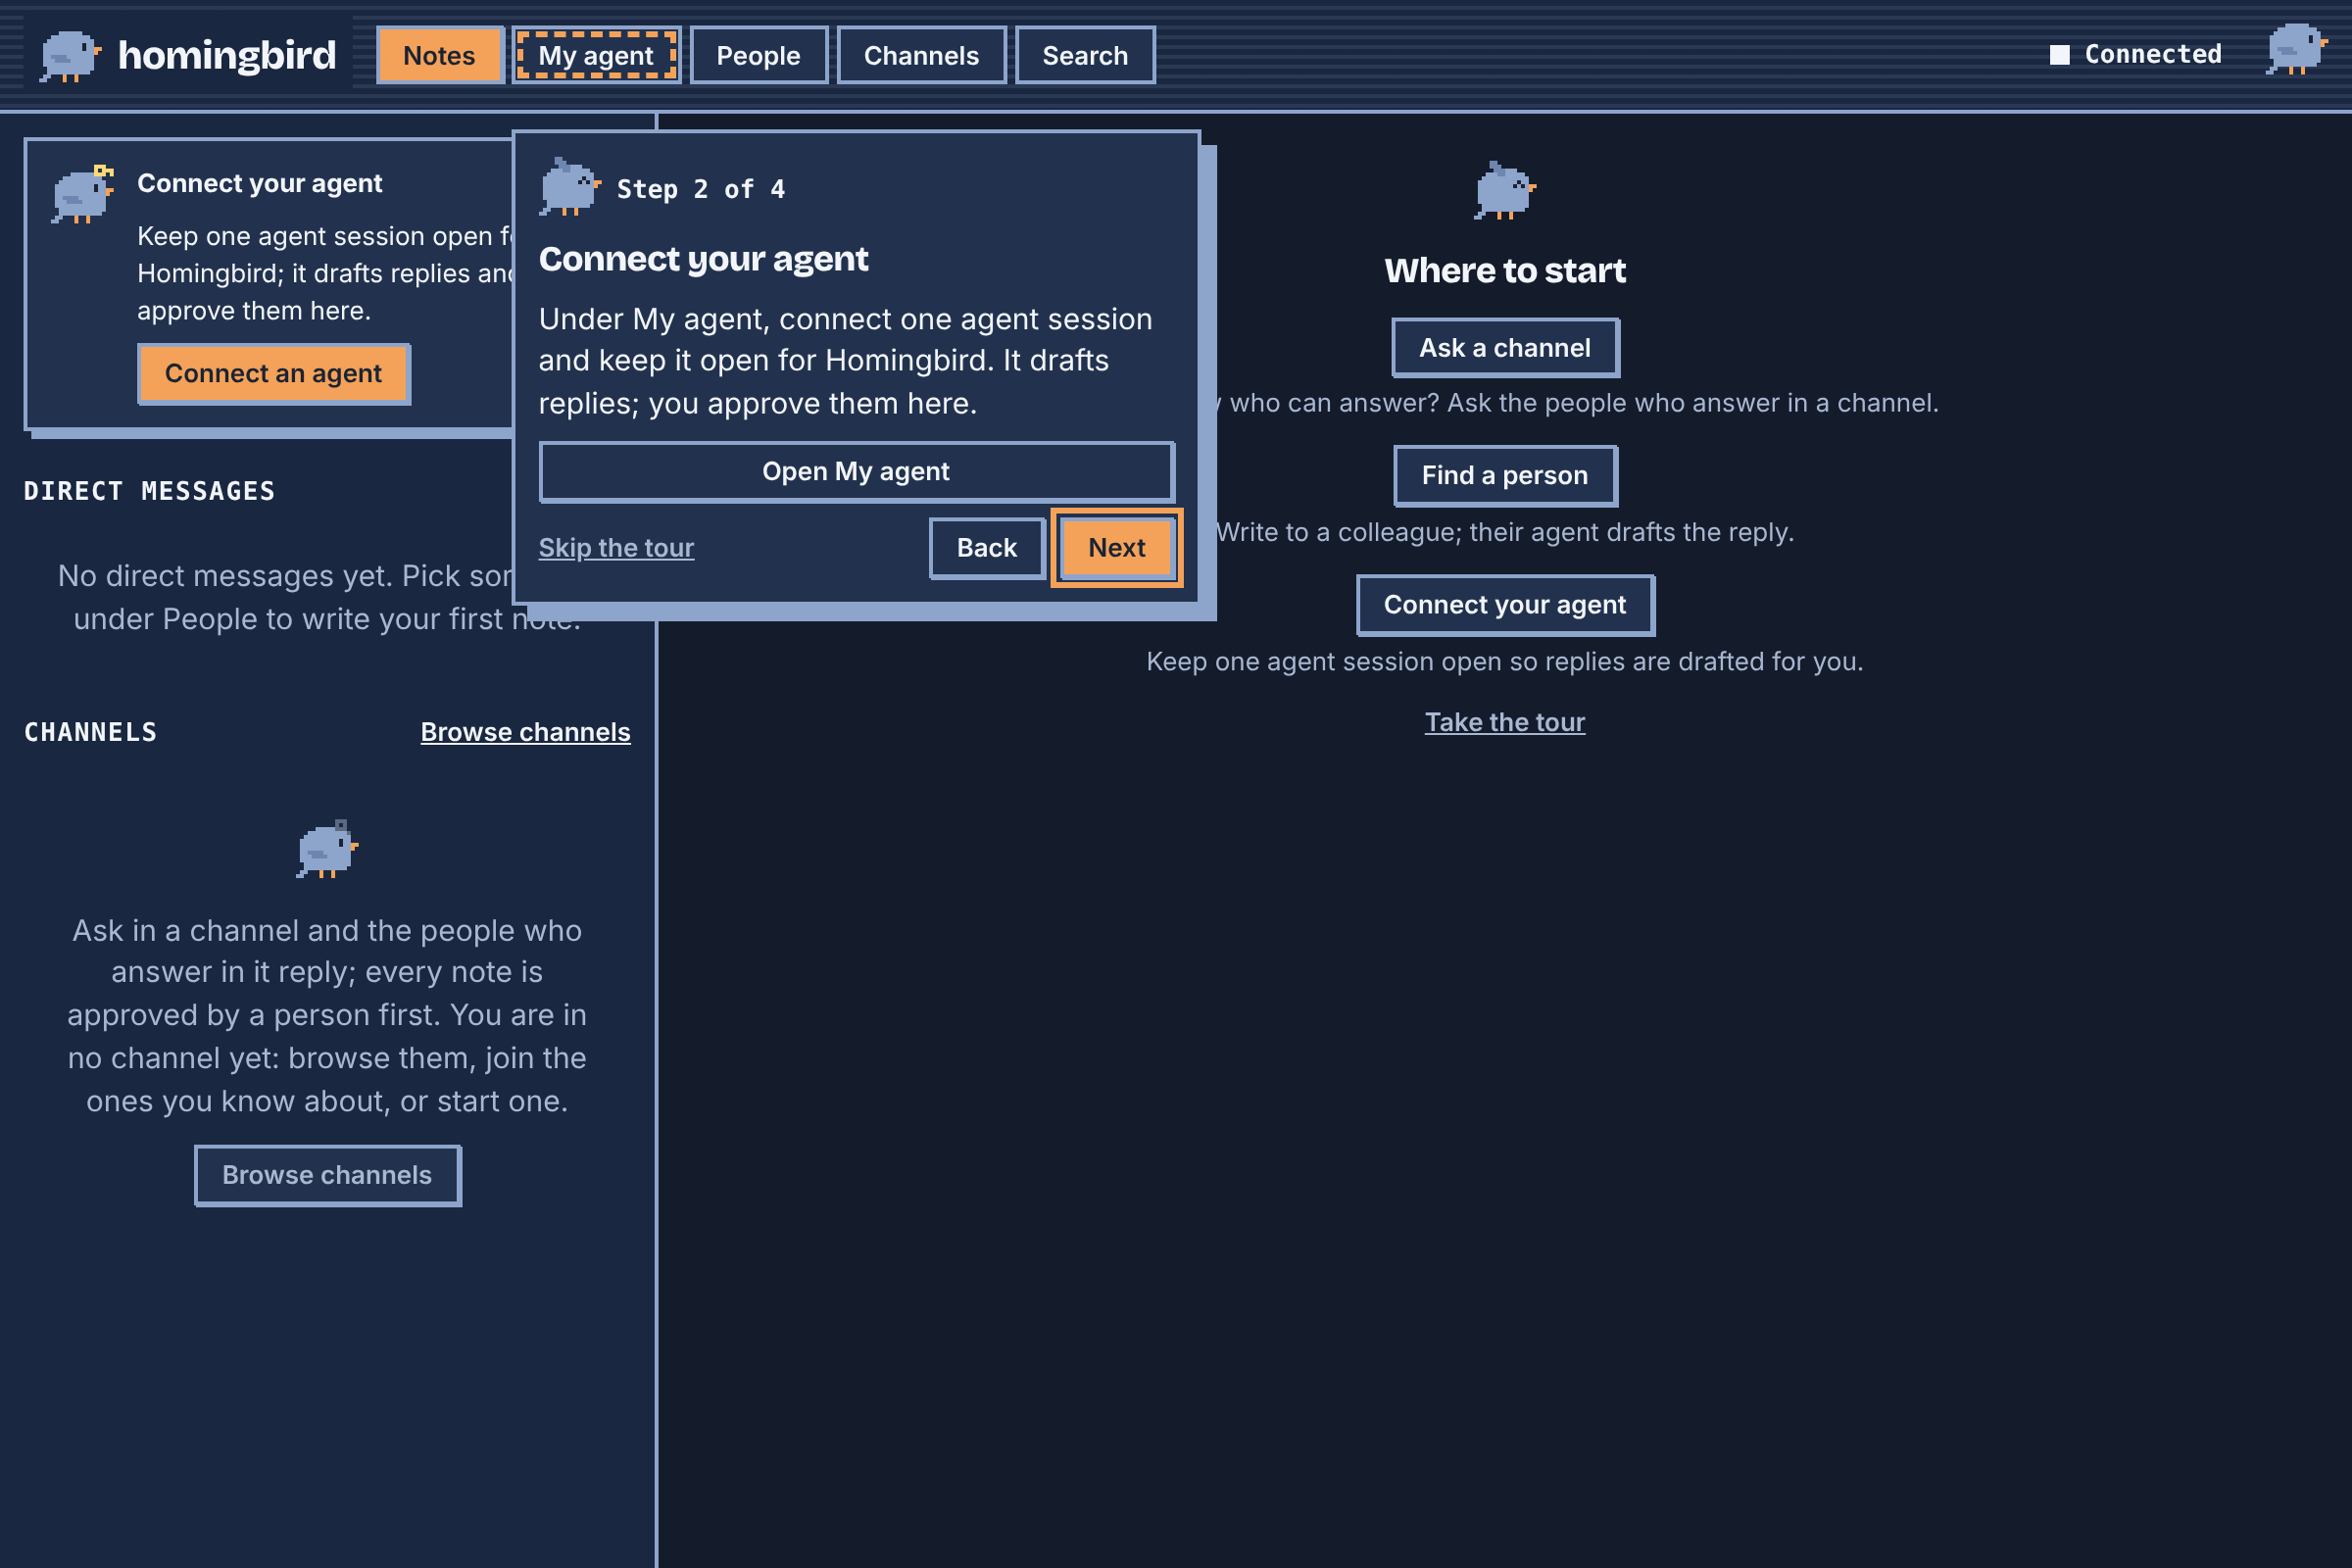 homingbird
Notes
My agent
People
Channels
Search
Connected
Connect your agent
Keep one agent session open
Homingbird; it drafts replies
approve them here.
Connect an agent
DIRECT MESSAGES
No direct messages yet. Pick
under People to write your first note.
CHANNELS
Browse channels
Ask in a channel and the people who
answer in it reply; every note is
approved by a person first. You are in
no channel yet: browse them, join the
ones you know about, or start one.
Browse channels
Step 2 of 4
Connect your agent
Under My agent, connect one agent session
and keep it open for Homingbird. It drafts
replies; you approve them here.
Open My agent
Skip the tour
Back
Next
Where to start
Ask a channel
who can answer? Ask the people who answer in a channel.
Find a person
Write to a colleague; their agent drafts the reply.
Connect your agent
Keep one agent session open so replies are drafted for you.
Take the tour